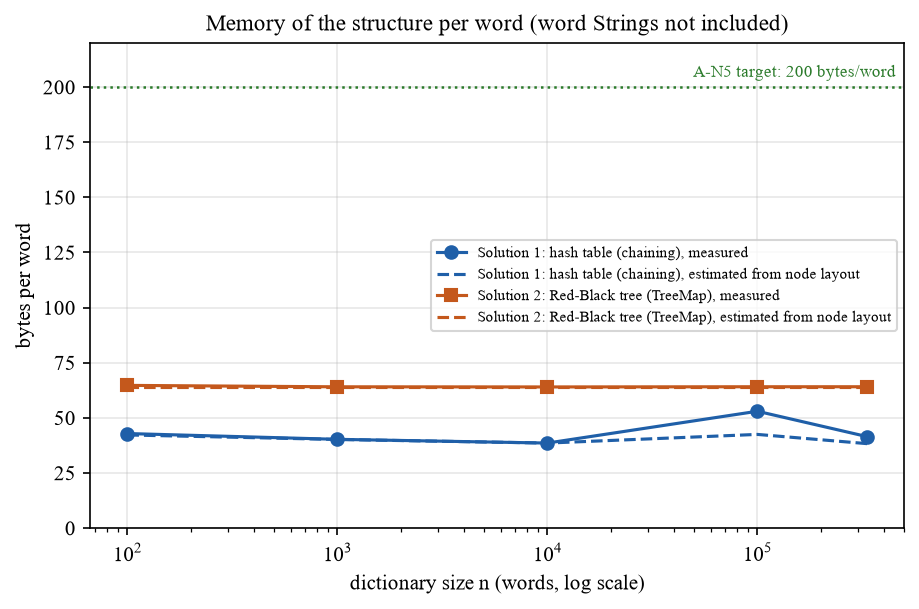 Memory of the structure per word (word Strings not included)
A-N5 target: 200 bytes/word
200
175
150
125
100
75
50
25
0
bytes per word
Solution 1: hash table (chaining), measured
Solution 1: hash table (chaining), estimated from node layout
Solution 2: Red-Black tree (TreeMap), measured
Solution 2: Red-Black tree (TreeMap), estimated from node layout
10² 10³ 10⁴ 10⁵
dictionary size n (words, log scale)